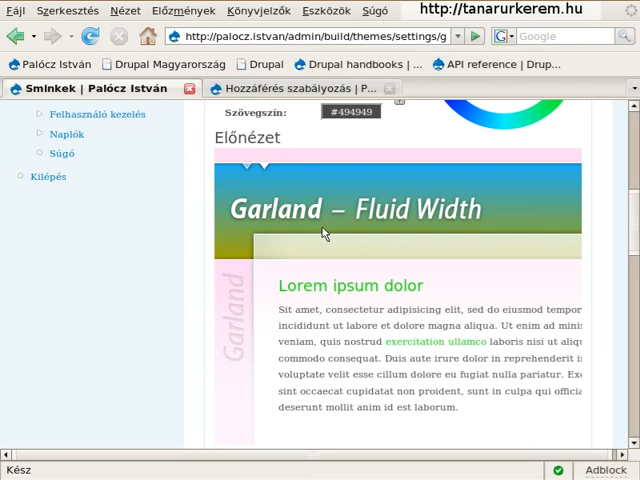 Fájl Szerkesztés Nézet Előzmények Könyvjelzők Eszközök Súgó http://tanarurkerem.hu
http://palocz.istvan/admin/build/themes/settings/g Google
Palócz István Drupal Magyarország Drupal Drupal handbooks | ... API reference | Drup...
Sminkek | Palócz István Hozzáférés szabályozás | P...
Felhasználó kezelés
Naplók
Súgó
Kilépés
Szövegszín: #494949
Előnézet
Garland – Fluid Width
Garland
Lorem ipsum dolor
Sit amet, consectetur adipisicing elit, sed do eiusmod tempor
incididunt ut labore et dolore magna aliqua. Ut enim ad minim
veniam, quis nostrud exercitation ullamco laboris nisi ut aliqu
commodo consequat. Duis aute irure dolor in reprehenderit i
voluptate velit esse cillum dolore eu fugiat nulla pariatur. Exc
sint occaecat cupidatat non proident, sunt in culpa qui officia
deserunt mollit anim id est laborum.
Kész Adblock